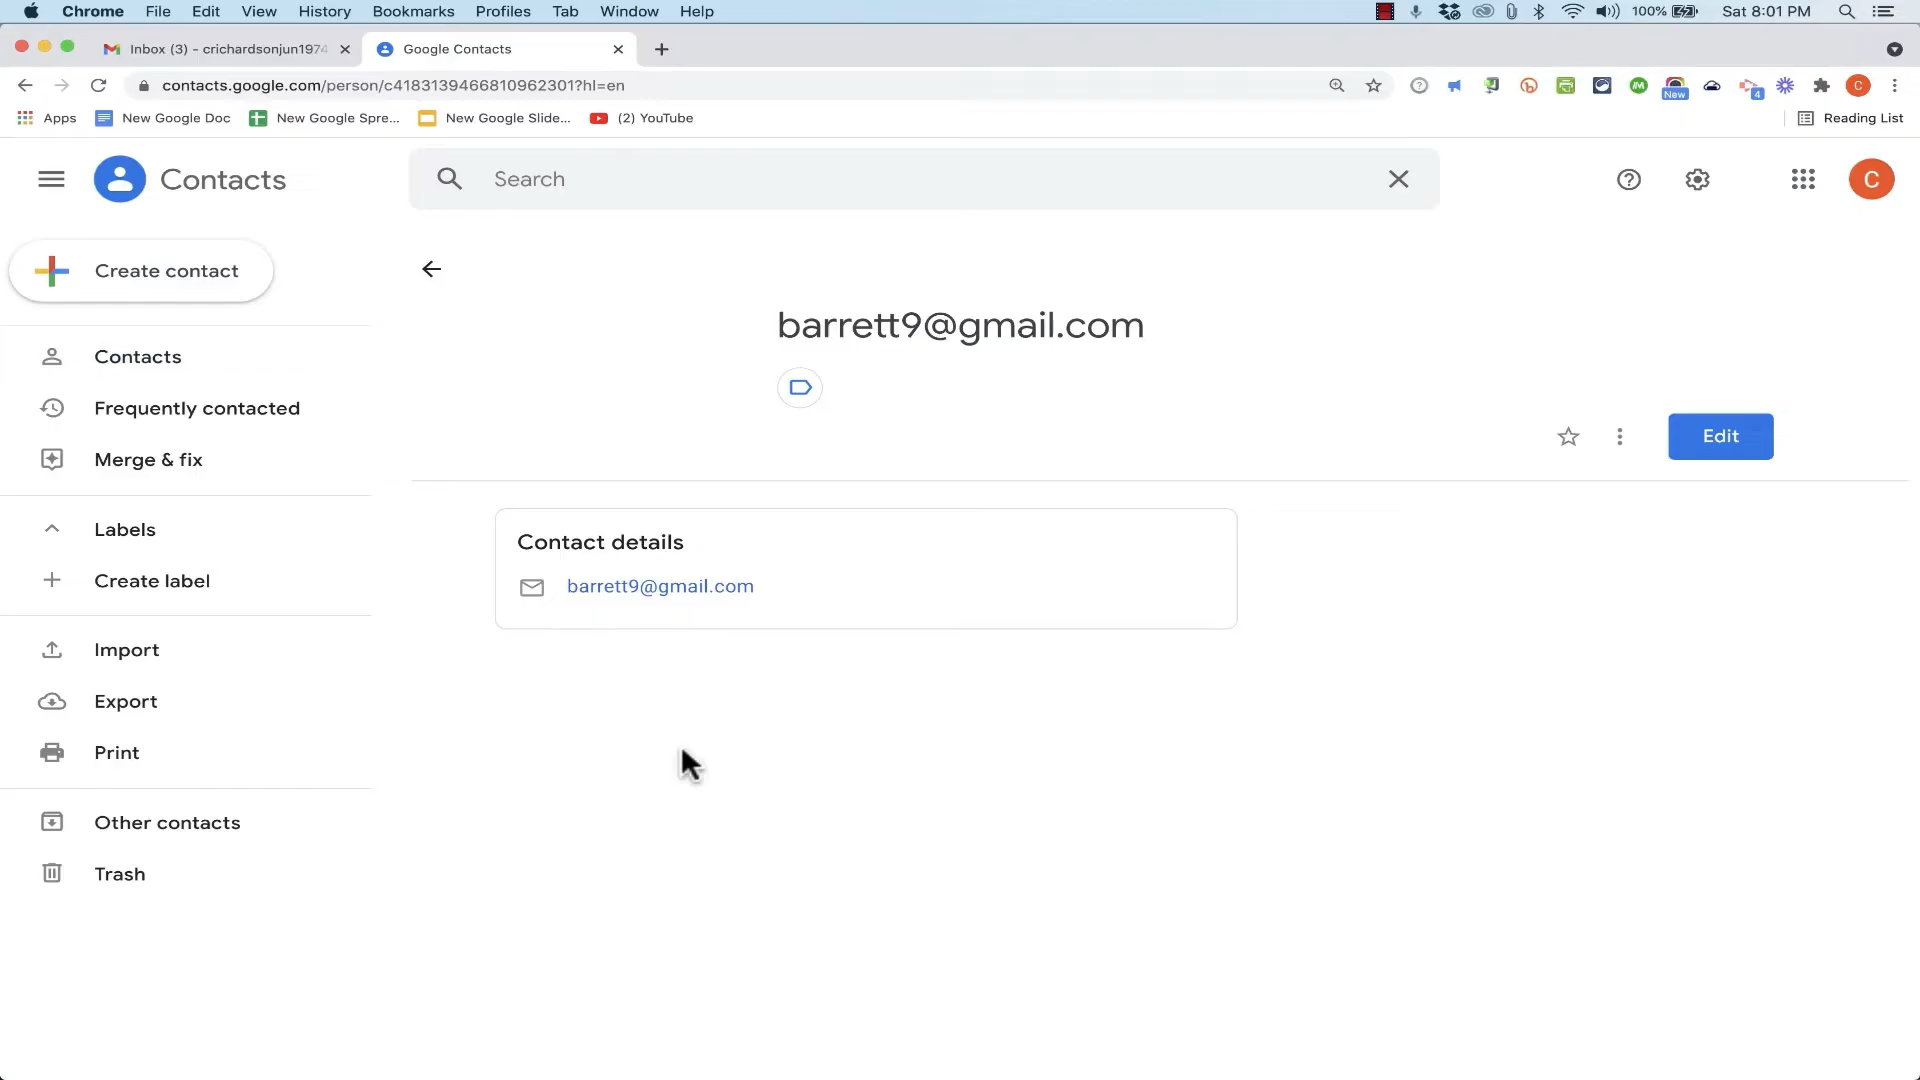 Chrome File Edit View History Bookmarks Profiles Tab Window Help 100% Sat 8:01 PM
Inbox (3) - crichardsonjun1974 Google Contacts
contacts.google.com/person/c4183139466810962301?hl=en New 4 C
Apps New Google Doc New Google Spre... New Google Slide... (2) YouTube Reading List
Contacts Search C
Create contact
barrett9@gmail.com
Contacts
Frequently contacted
Edit
Merge & fix
Labels
Contact details
Create label
barrett9@gmail.com
Import
Export
Print
Other contacts
Trash